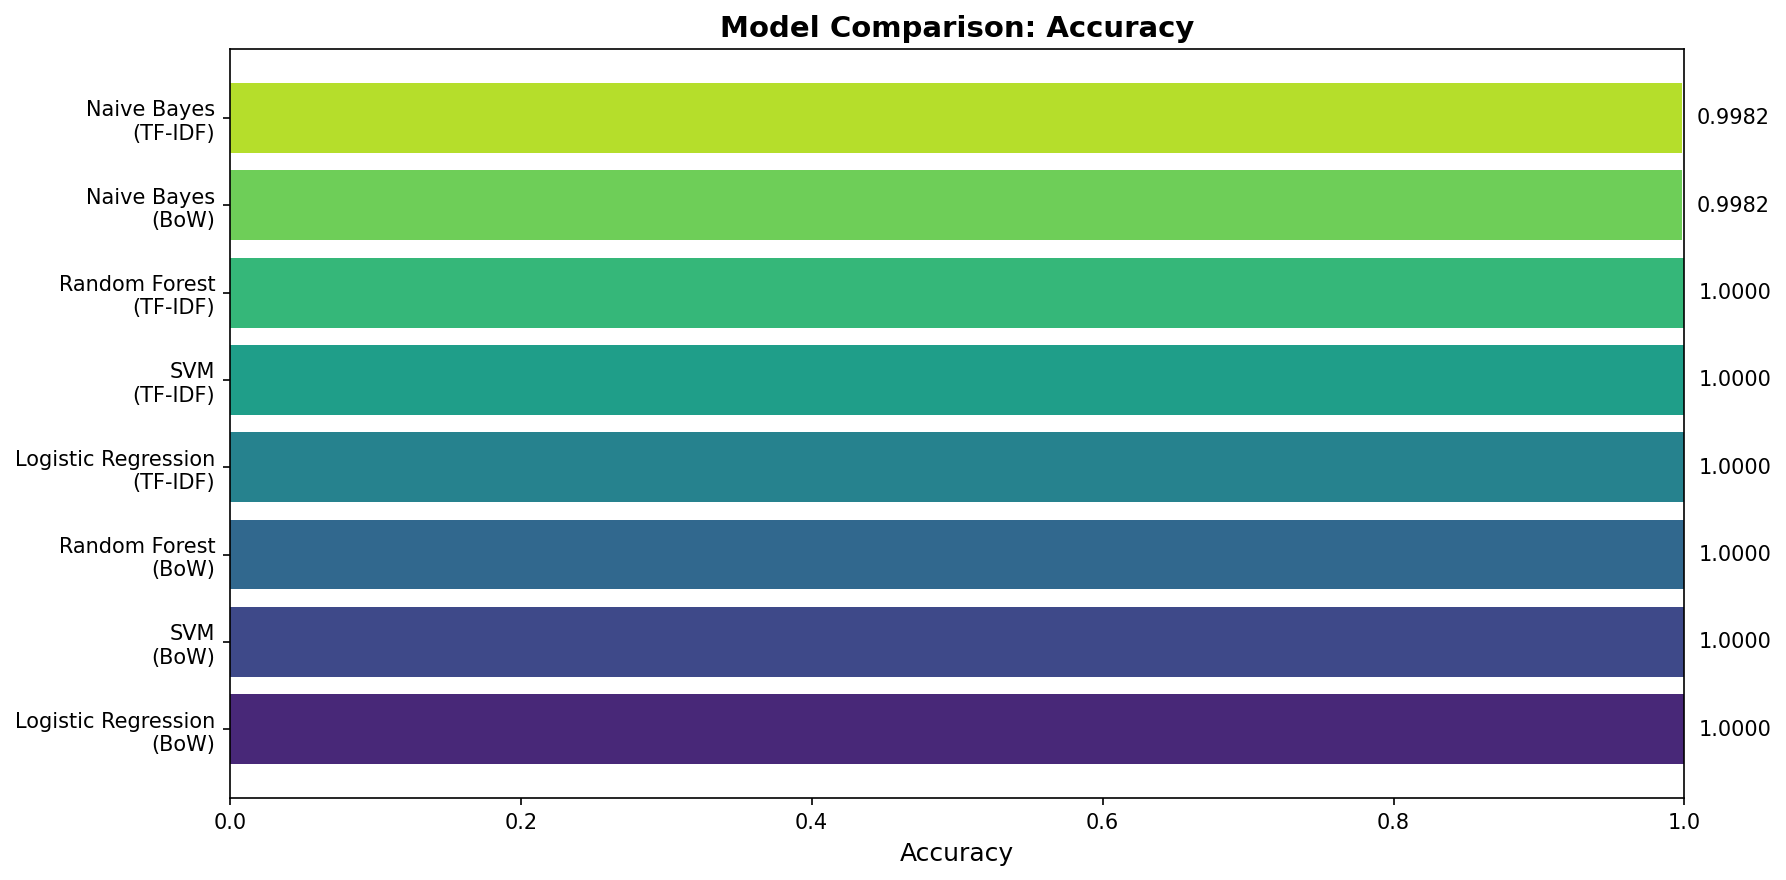 Model Comparison: Accuracy
Naive Bayes
(TF-IDF)
0.9982
Naive Bayes
(BoW)
0.9982
Random Forest
(TF-IDF)
1.0000
SVM
(TF-IDF)
1.0000
Logistic Regression
(TF-IDF)
1.0000
Random Forest
(BoW)
1.0000
SVM
(BoW)
1.0000
Logistic Regression
(BoW)
1.0000
0.0 0.2 0.4 0.6 0.8 1.0
Accuracy